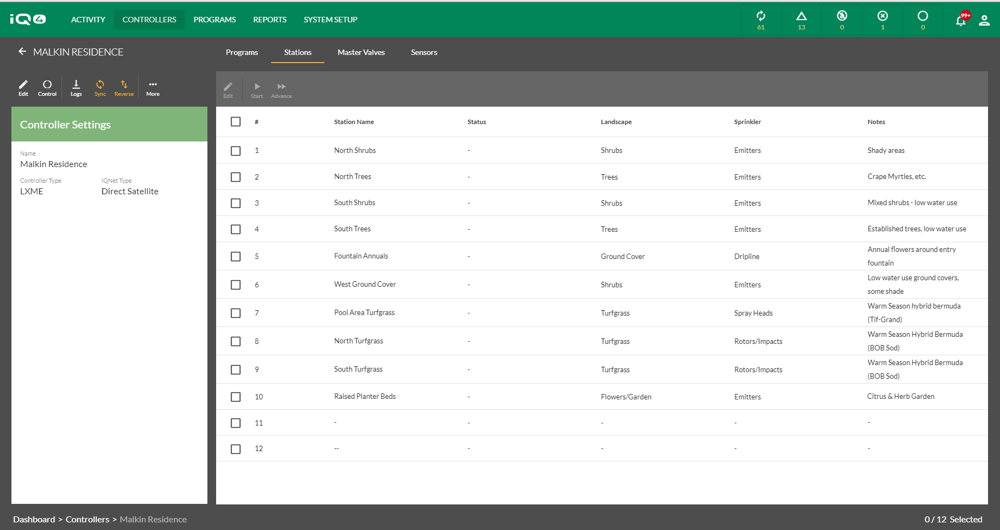 iQ4 ACTIVITY CONTROLLERS PROGRAMS REPORTS SYSTEM SETUP 61 13 0 1 0 99+
MALKIN RESIDENCE
Programs Stations Master Valves Sensors
Edit Control Logs Sync Reverse More
Edit Start Advance
Controller Settings
Name
Malkin Residence
Controller Type IQNet Type
LXME Direct Satellite
# Station Name Status Landscape Sprinkler Notes
1 North Shrubs - Shrubs Emitters Shady areas
2 North Trees - Trees Emitters Crape Myrtles, etc.
3 South Shrubs - Shrubs Emitters Mixed shrubs - low water use
4 South Trees - Trees Emitters Established trees, low water use
5 Fountain Annuals - Ground Cover Dripline Annual flowers around entry
fountain
6 West Ground Cover - Shrubs Emitters Low water use ground covers,
some shade
7 Pool Area Turfgrass - Turfgrass Spray Heads Warm Season hybrid bermuda
(Tif-Grand)
8 North Turfgrass - Turfgrass Rotors/Impacts Warm Season Hybrid Bermuda
(BOB Sod)
9 South Turfgrass - Turfgrass Rotors/Impacts Warm Season Hybrid Bermuda
(BOB Sod)
10 Raised Planter Beds - Flowers/Garden Emitters Citrus & Herb Garden
11 - - - - -
12 -- - - - -
Dashboard > Controllers > Malkin Residence
0 / 12 Selected